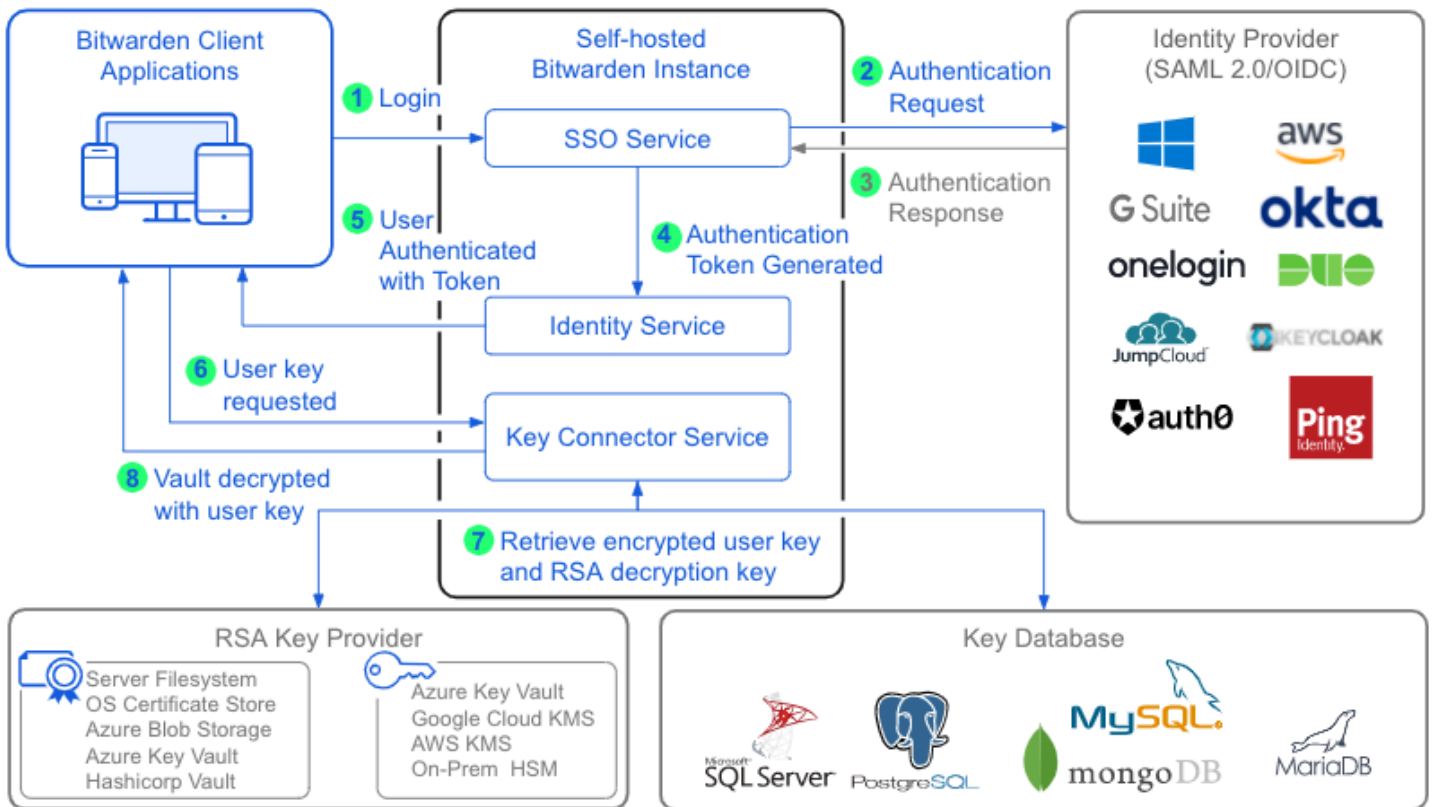 Bitwarden Client
Applications
Self-hosted
Bitwarden Instance
Identity Provider
(SAML 2.0/OIDC)
1 Login
SSO Service
2 Authentication
Request
3 Authentication
Response
4 Authentication
Token Generated
5 User
Authenticated
with Token
Identity Service
6 User key
requested
Key Connector Service
8 Vault decrypted
with user key
7 Retrieve encrypted user key
and RSA decryption key
aws
G Suite
okta
onelogin
DUO
JumpCloud
KEYCLOAK
auth0
Ping
Identity.
RSA Key Provider
Server Filesystem
OS Certificate Store
Azure Blob Storage
Azure Key Vault
Hashicorp Vault
Azure Key Vault
Google Cloud KMS
AWS KMS
On-Prem HSM
Key Database
Microsoft
SQL Server
PostgreSQL
MySQL
mongoDB
MariaDB